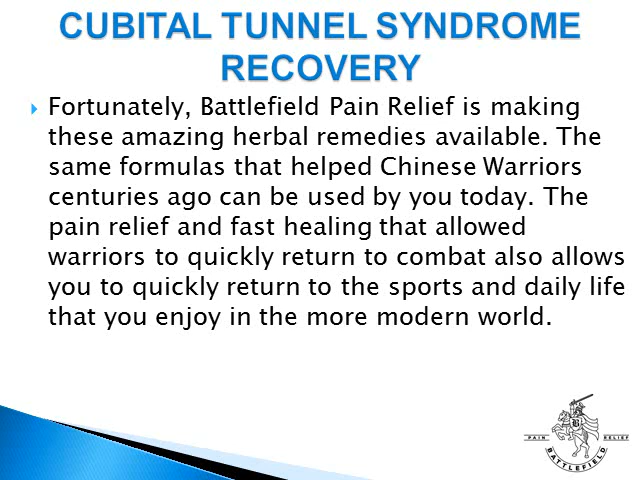 CUBITAL TUNNEL SYNDROME
RECOVERY
Fortunately, Battlefield Pain Relief is making
these amazing herbal remedies available. The
same formulas that helped Chinese Warriors
centuries ago can be used by you today. The
pain relief and fast healing that allowed
warriors to quickly return to combat also allows
you to quickly return to the sports and daily life
that you enjoy in the more modern world.
B
PAIN RELIEF
BATTLEFIELD